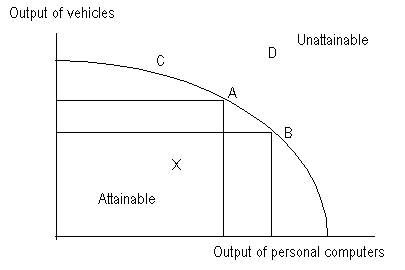 Output of vehicles
Unattainable
D
C
A
B
X
Attainable
Output of personal computers